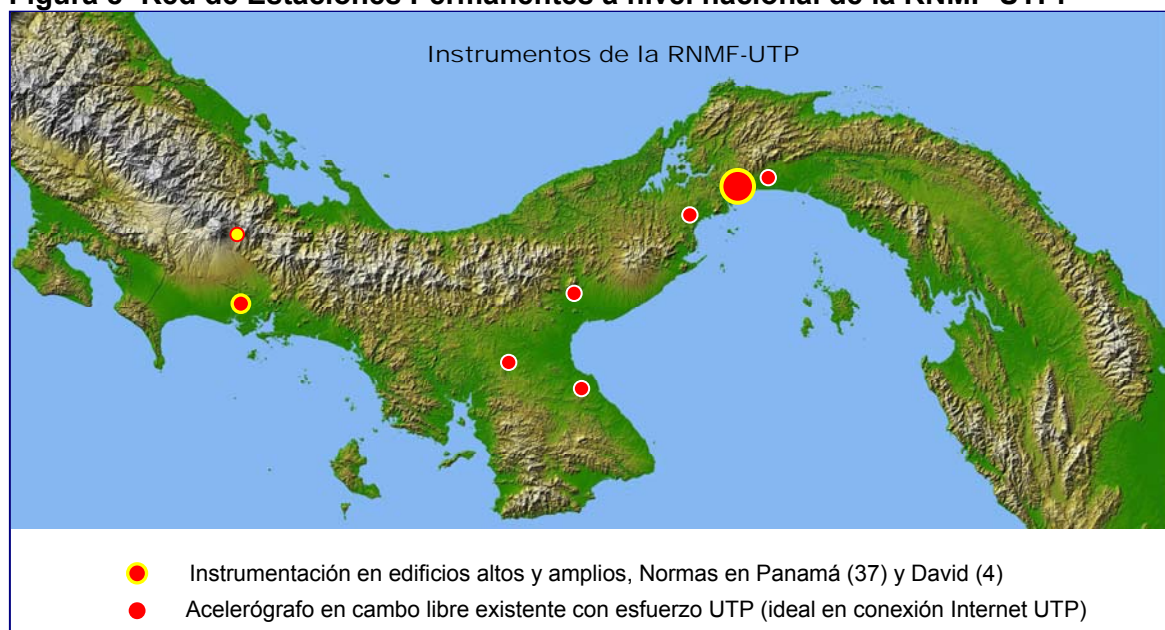 Instrumentos de la RNMF-UTP
Instrumentación en edificios altos y amplios, Normas en Panamá (37) y David (4)
Acelerógrafo en cambo libre existente con esfuerzo UTP (ideal en conexión Internet UTP)